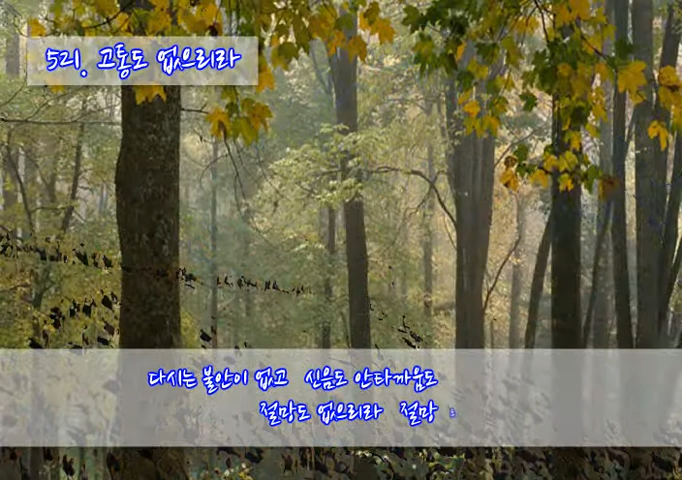 521. 고통도 없으리라
다시는 불안이 없고 신음도 안타까움도
절망도 없으리라 절망 :